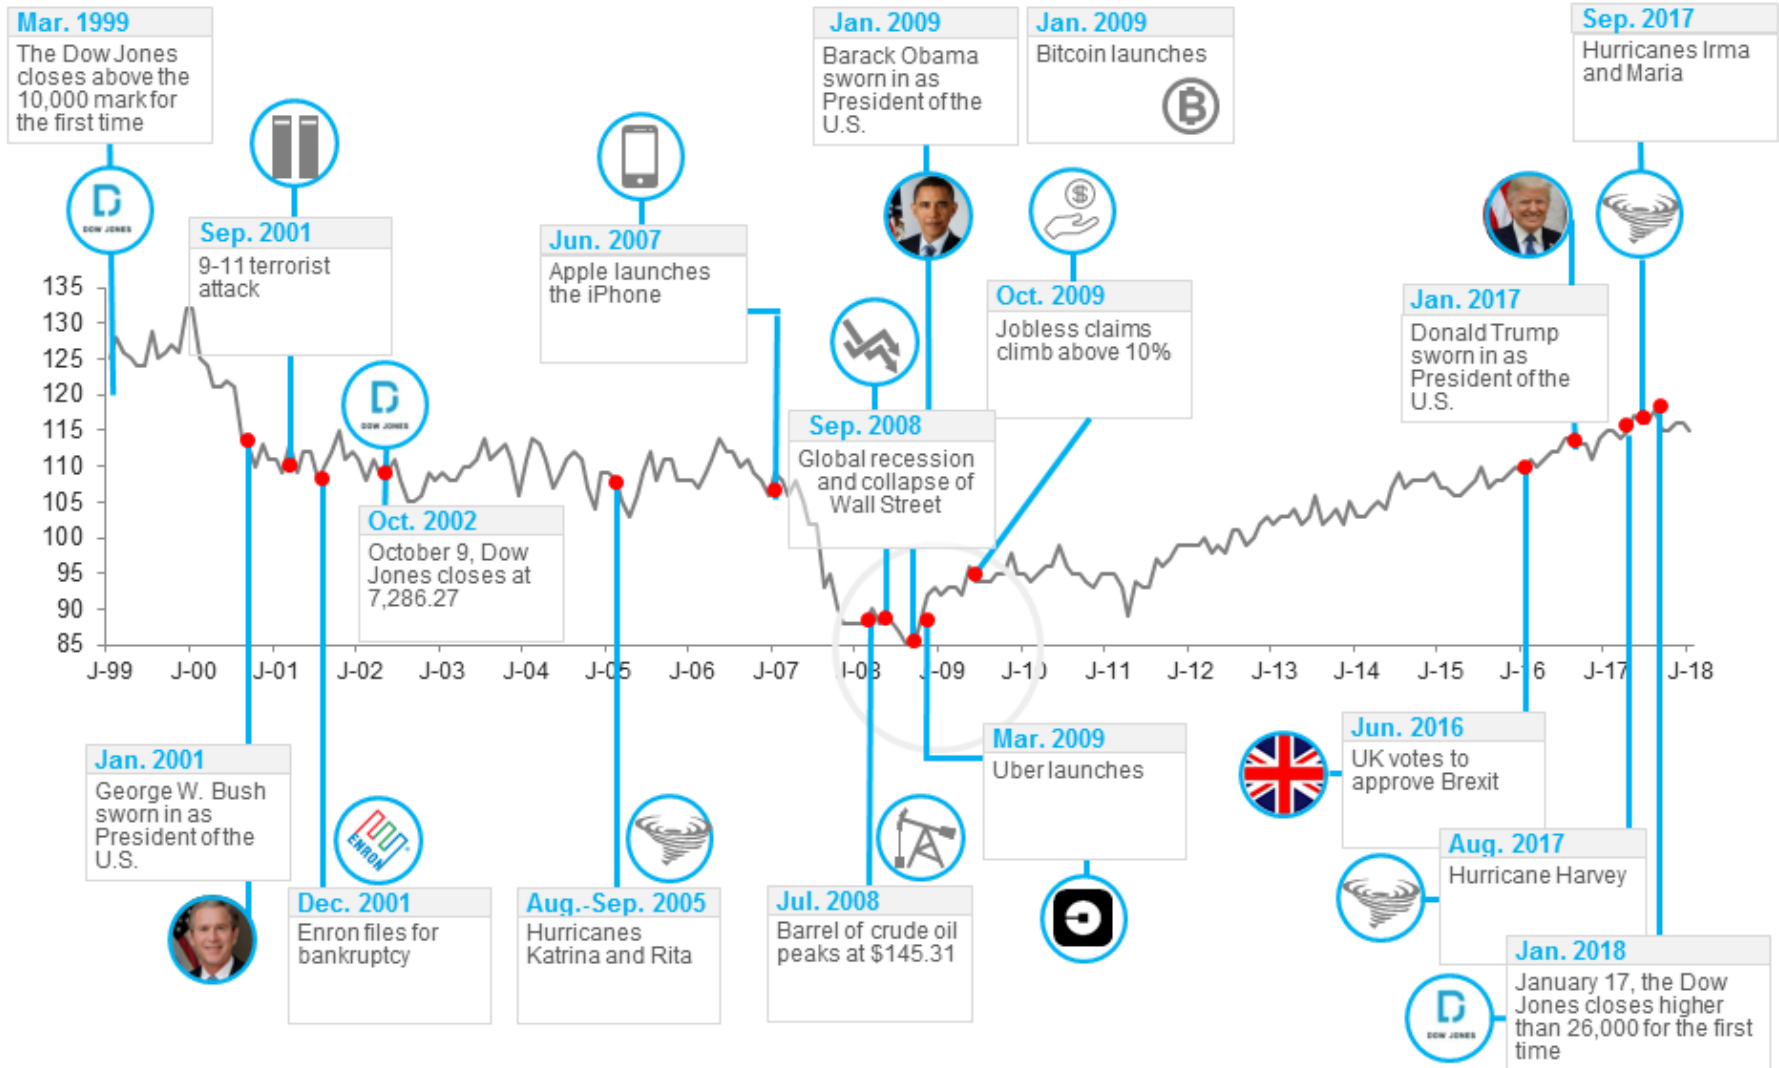 Mar. 1999
The Dow Jones
closes above the
10,000 mark for
the first time
DOW JONES
Sep. 2001
9-11 terrorist
attack
DOW JONES
Oct. 2002
October 9, Dow
Jones closes at
7,286.27
Jun. 2007
Apple launches
the iPhone
Jan. 2009
Barack Obama
sworn in as
President of the
U.S.
Jan. 2009
Bitcoin launches
Sep. 2008
Global recession
and collapse of
Wall Street
$
Oct. 2009
Jobless claims
climb above 10%
Jan. 2017
Donald Trump
sworn in as
President of the
U.S.
Sep. 2017
Hurricanes Irma
and Maria
135
130
125
120
115
110
105
100
95
90
85
J-99
J-00
J-01
J-02
J-03
J-04
J-05
J-06
J-07
J-08
J-09
J-10
J-11
J-12
J-13
J-14
J-15
J-16
J-17
J-18
Jan. 2001
George W. Bush
sworn in as
President of the
U.S.
ENRON
Dec. 2001
Enron files for
bankruptcy
Aug.-Sep. 2005
Hurricanes
Katrina and Rita
Jul. 2008
Barrel of crude oil
peaks at $145.31
Mar. 2009
Uber launches
Jun. 2016
UK votes to
approve Brexit
Aug. 2017
Hurricane Harvey
DOW JONES
Jan. 2018
January 17, the Dow
Jones closes higher
than 26,000 for the first
time